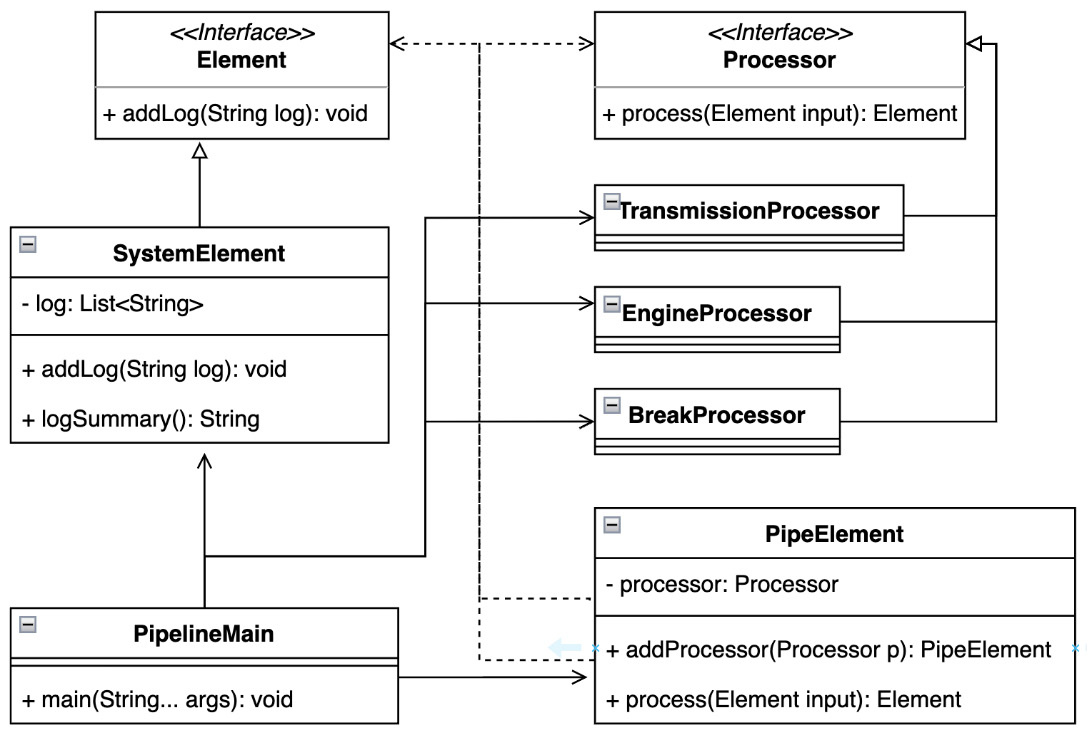 <<Interface>>
Element
+ addLog(String log): void
<<Interface>>
Processor
+ process(Element input): Element
TransmissionProcessor
SystemElement
- log: List<String>
+ addLog(String log): void
+ logSummary(): String
EngineProcessor
BreakProcessor
PipeElement
- processor: Processor
+ addProcessor(Processor p): PipeElement
+ process(Element input): Element
PipelineMain
+ main(String... args): void